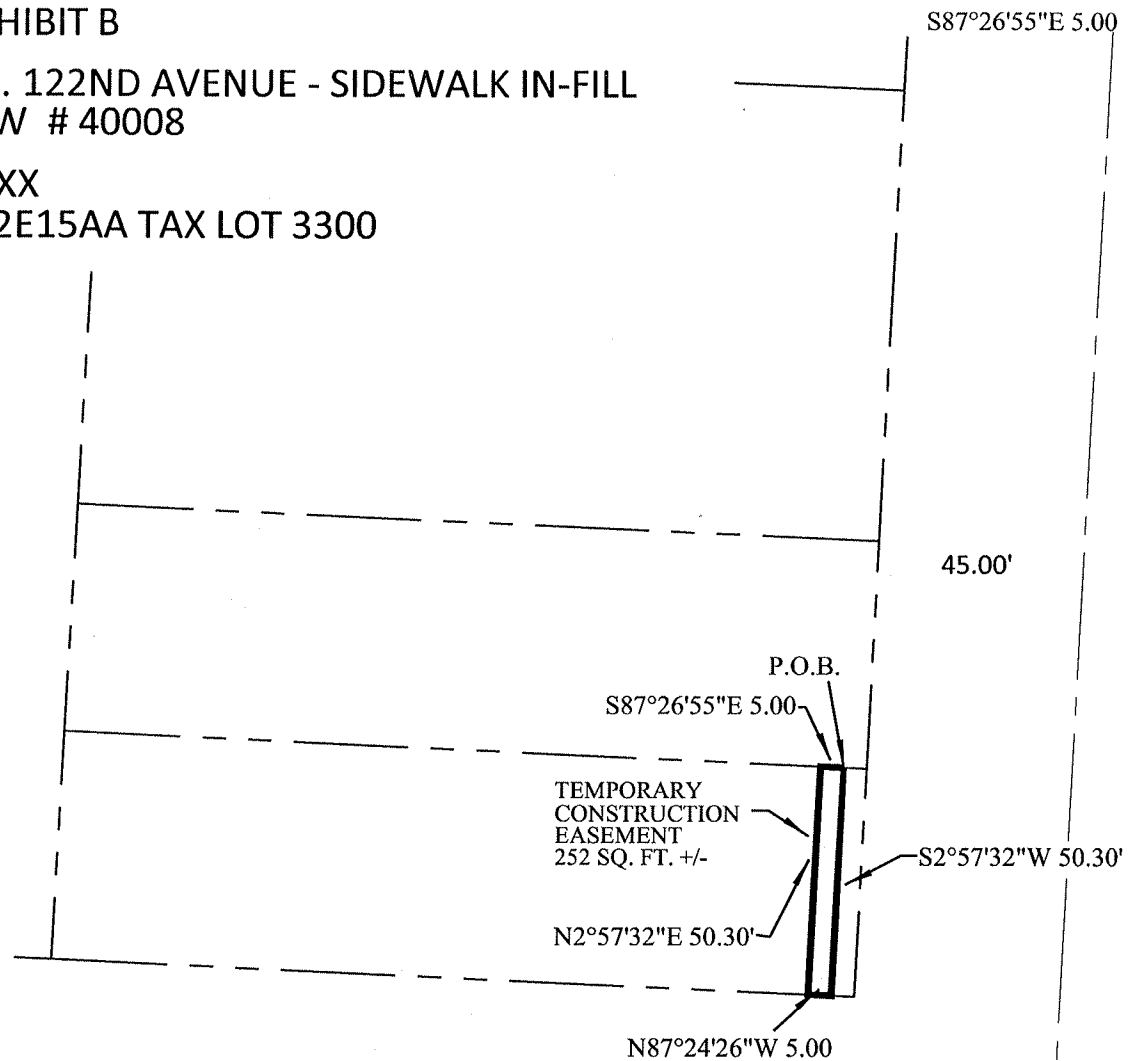 HIBIT B
S87°26'55"E 5.00
. 122ND AVENUE - SIDEWALK IN-FILL
W # 40008
XX
2E15AA TAX LOT 3300
45.00'
P.O.B.
S87°26'55"E 5.00
TEMPORARY
CONSTRUCTION
EASEMENT
252 SQ. FT. +/-
S2°57'32"W 50.30'
N2°57'32"E 50.30'
N87°24'26"W 5.00